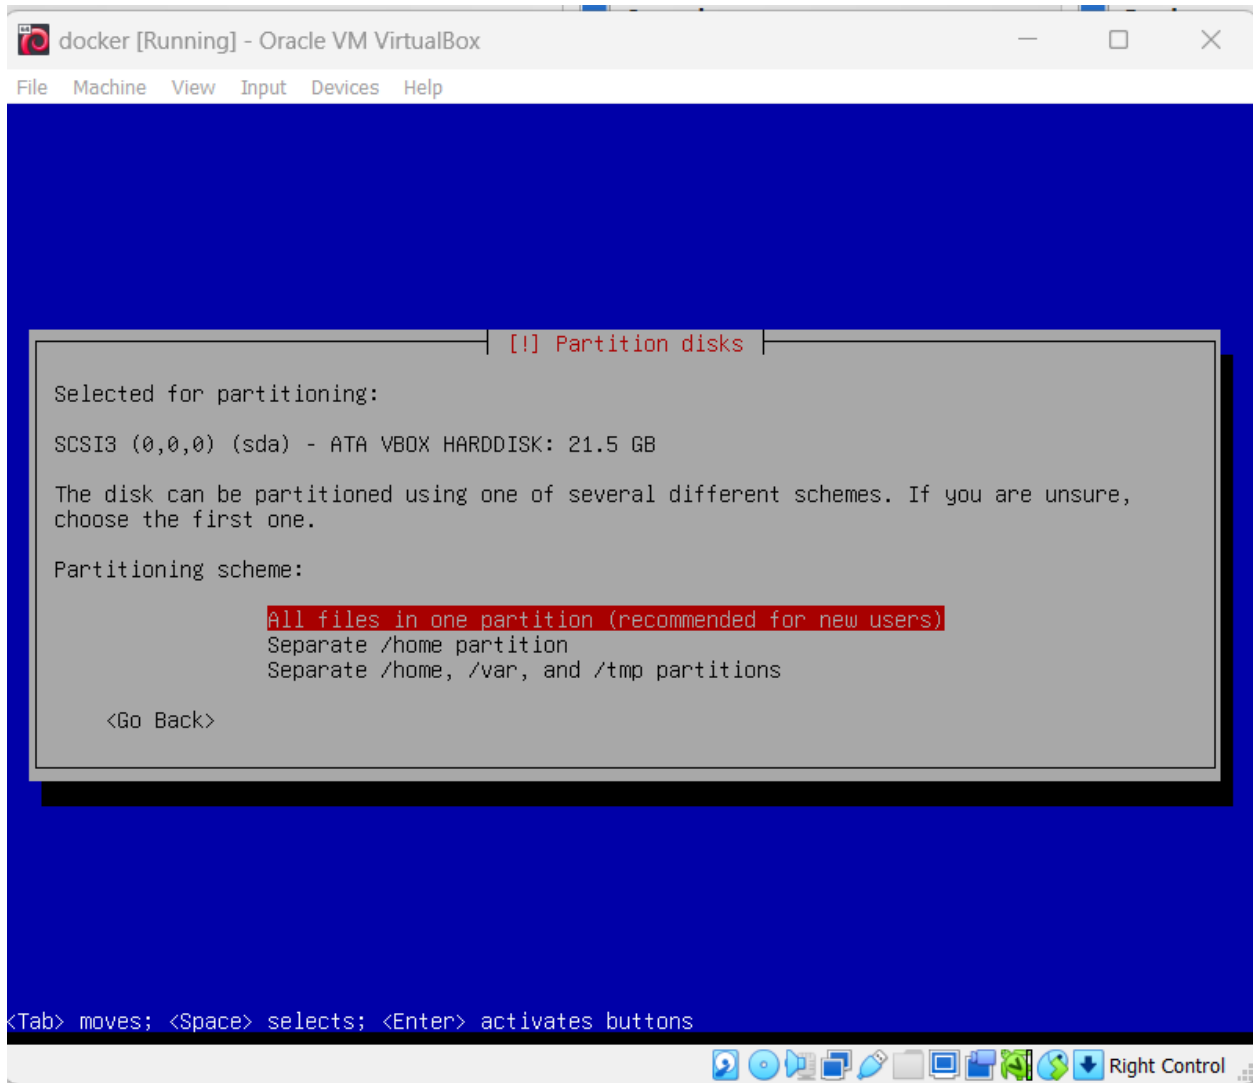 docker [Running] - Oracle VM VirtualBox
File Machine View Input Devices Help
[!] Partition disks
Selected for partitioning:
SCSI3 (0,0,0) (sda) - ATA VBOX HARDDISK: 21.5 GB
The disk can be partitioned using one of several different schemes. If you are unsure,
choose the first one.
Partitioning scheme:
All files in one partition (recommended for new users)
Separate /home partition
Separate /home, /var, and /tmp partitions
<Go Back>
<Tab> moves; <Space> selects; <Enter> activates buttons
Right Control